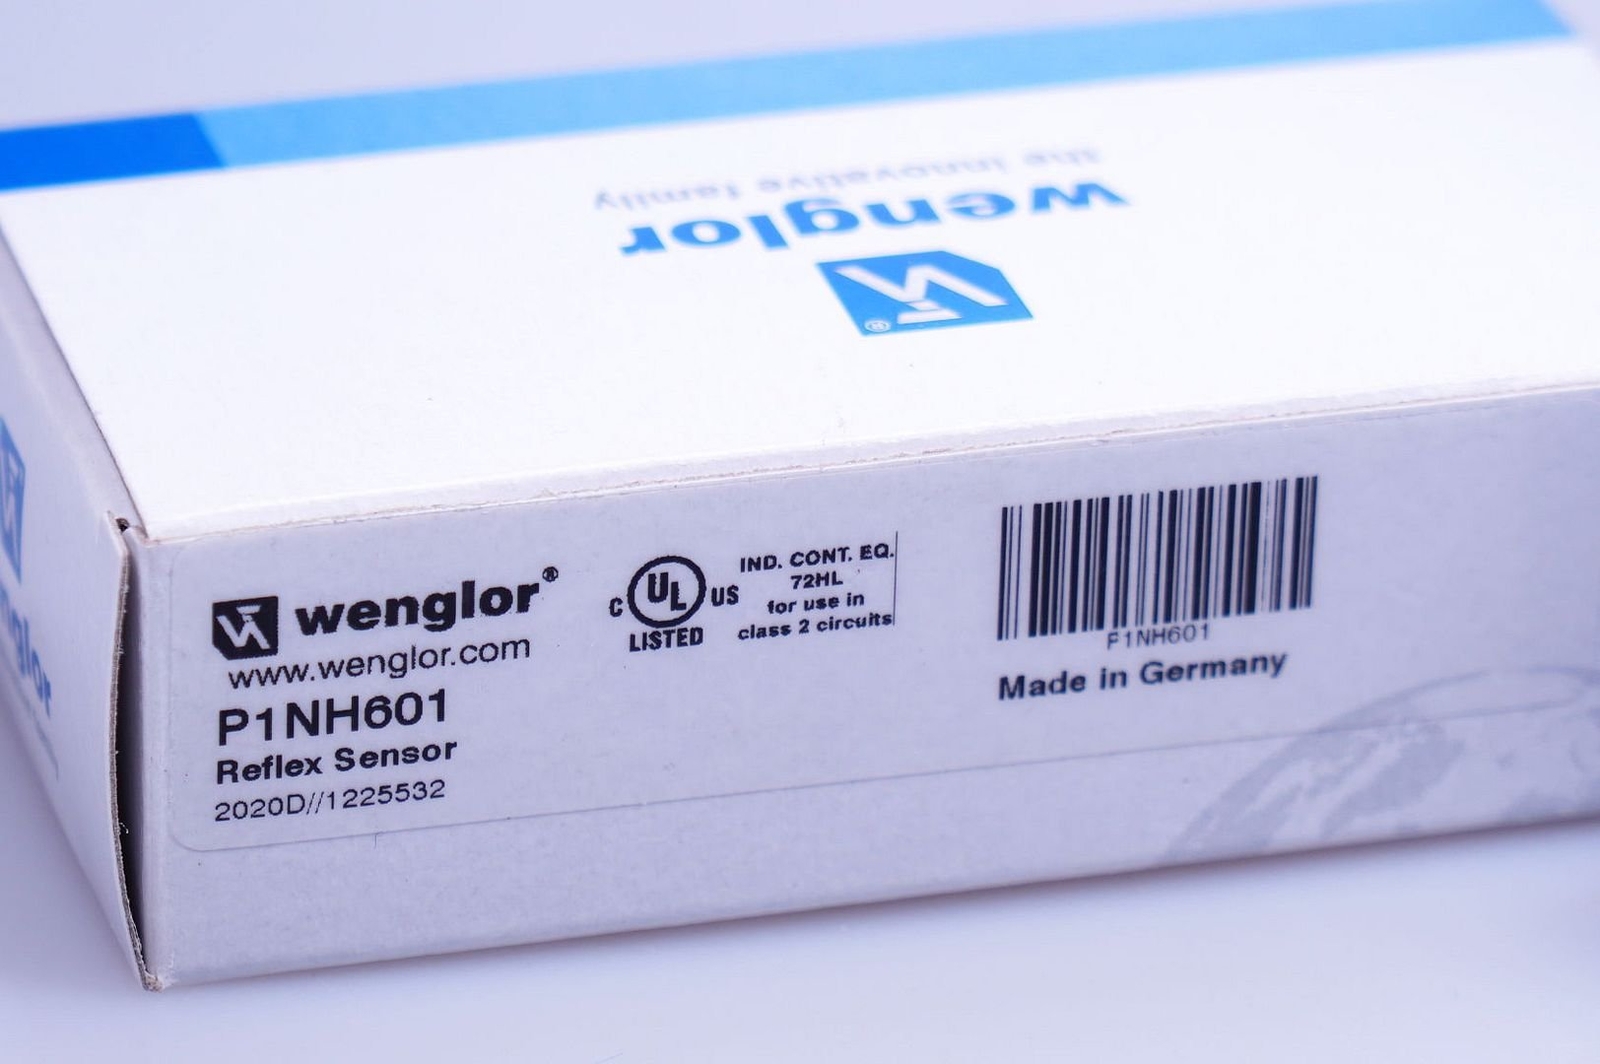 wenglor
the innovative family
wenglor®
www.wenglor.com
P1NH601
Reflex Sensor
2020D//1225532
C UL US
LISTED
IND. CONT. EQ.
72HL
for use in
class 2 circuits
P1NH601
Made in Germany